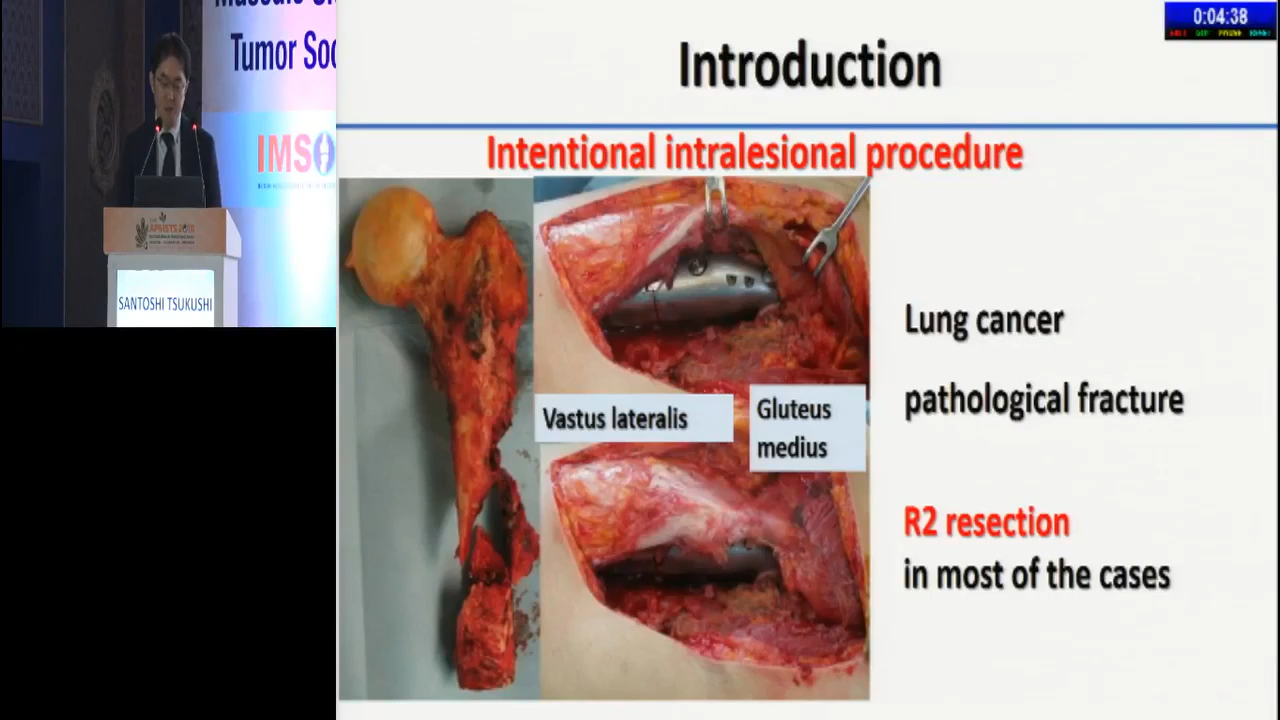 Tumor Soc
IMS
SANTOSHI TSUKUSHI
0:04:38
Introduction
Intentional intralesional procedure
Vastus lateralis
Gluteus
medius
Lung cancer
pathological fracture
R2 resection
in most of the cases